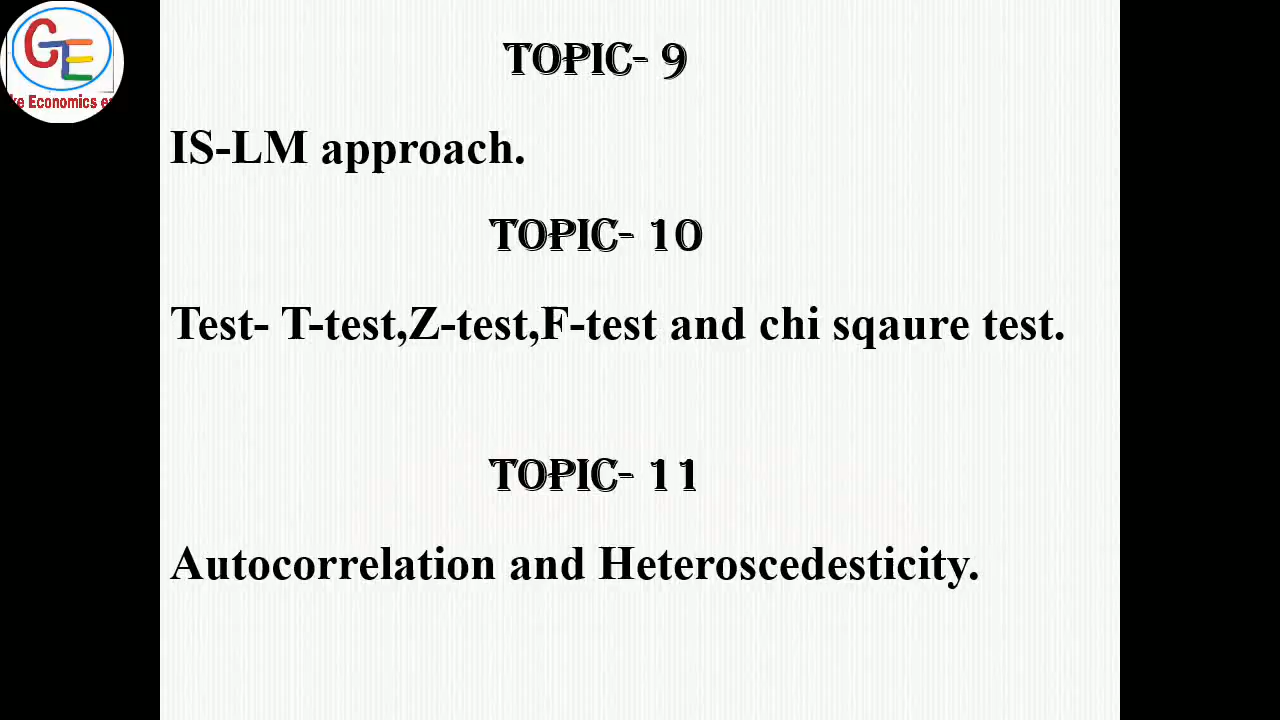 GE
ke Economics e
TOPIC- 9
IS-LM approach.
TOPIC- 10
Test- T-test,Z-test,F-test and chi sqaure test.
TOPIC- 11
Autocorrelation and Heteroscedesticity.